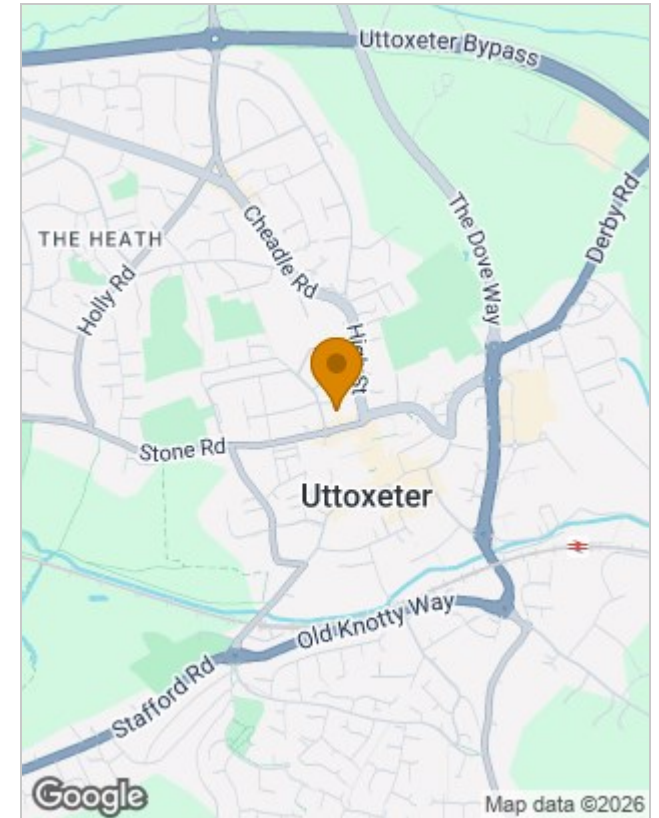 Uttoxeter Bypass
The Dove Way
Derby Rd
THE HEATH
Cheadle Rd
Holly Rd
High St
Stone Rd
Uttoxeter
Old Knotty Way
Stafford Rd
Google
Map data ©2026